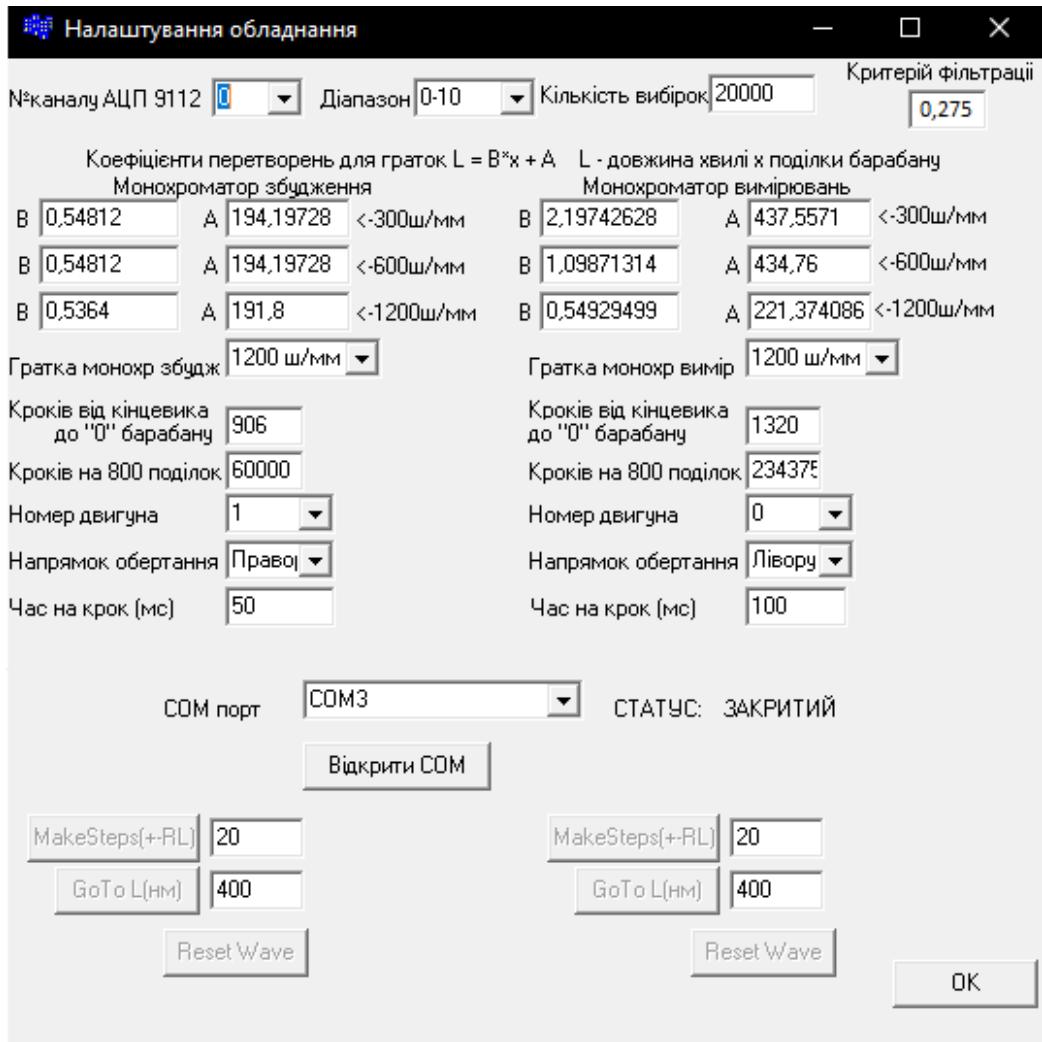 Налаштування обладнання
Критерій фільтрації
№каналу АЦП 9112 0 Діапазон 0-10 Кількість вибірок 20000
0,275
Коефіцієнти перетворень для граток L = B*x + A L - довжина хвилі x поділки барабану
Монохроматор збудження Монохроматор вимірювань
B 0,54812 A 194,19728 <-300ш/мм B 2,19742628 A 437,5571 <-300ш/мм
B 0,54812 A 194,19728 <-600ш/мм B 1,09871314 A 434,76 <-600ш/мм
B 0,5364 A 191,8 <-1200ш/мм B 0,54929499 A 221,374086 <-1200ш/мм
Гратка монохр збудж 1200 ш/мм Гратка монохр вимір 1200 ш/мм
Кроків від кінцевика до "0" барабану 906 Кроків від кінцевика до "0" барабану 1320
Кроків на 800 поділок 60000 Кроків на 800 поділок 234375
Номер двигуна 1 Номер двигуна 0
Напрямок обертання Право Напрямок обертання Лівору
Час на крок (мс) 50 Час на крок (мс) 100
COM порт COM3 СТАТУС: ЗАКРИТИЙ
Відкрити COM
MakeSteps(+-RL) 20 MakeSteps(+-RL) 20
GoTo L(нм) 400 GoTo L(нм) 400
Reset Wave Reset Wave
OK